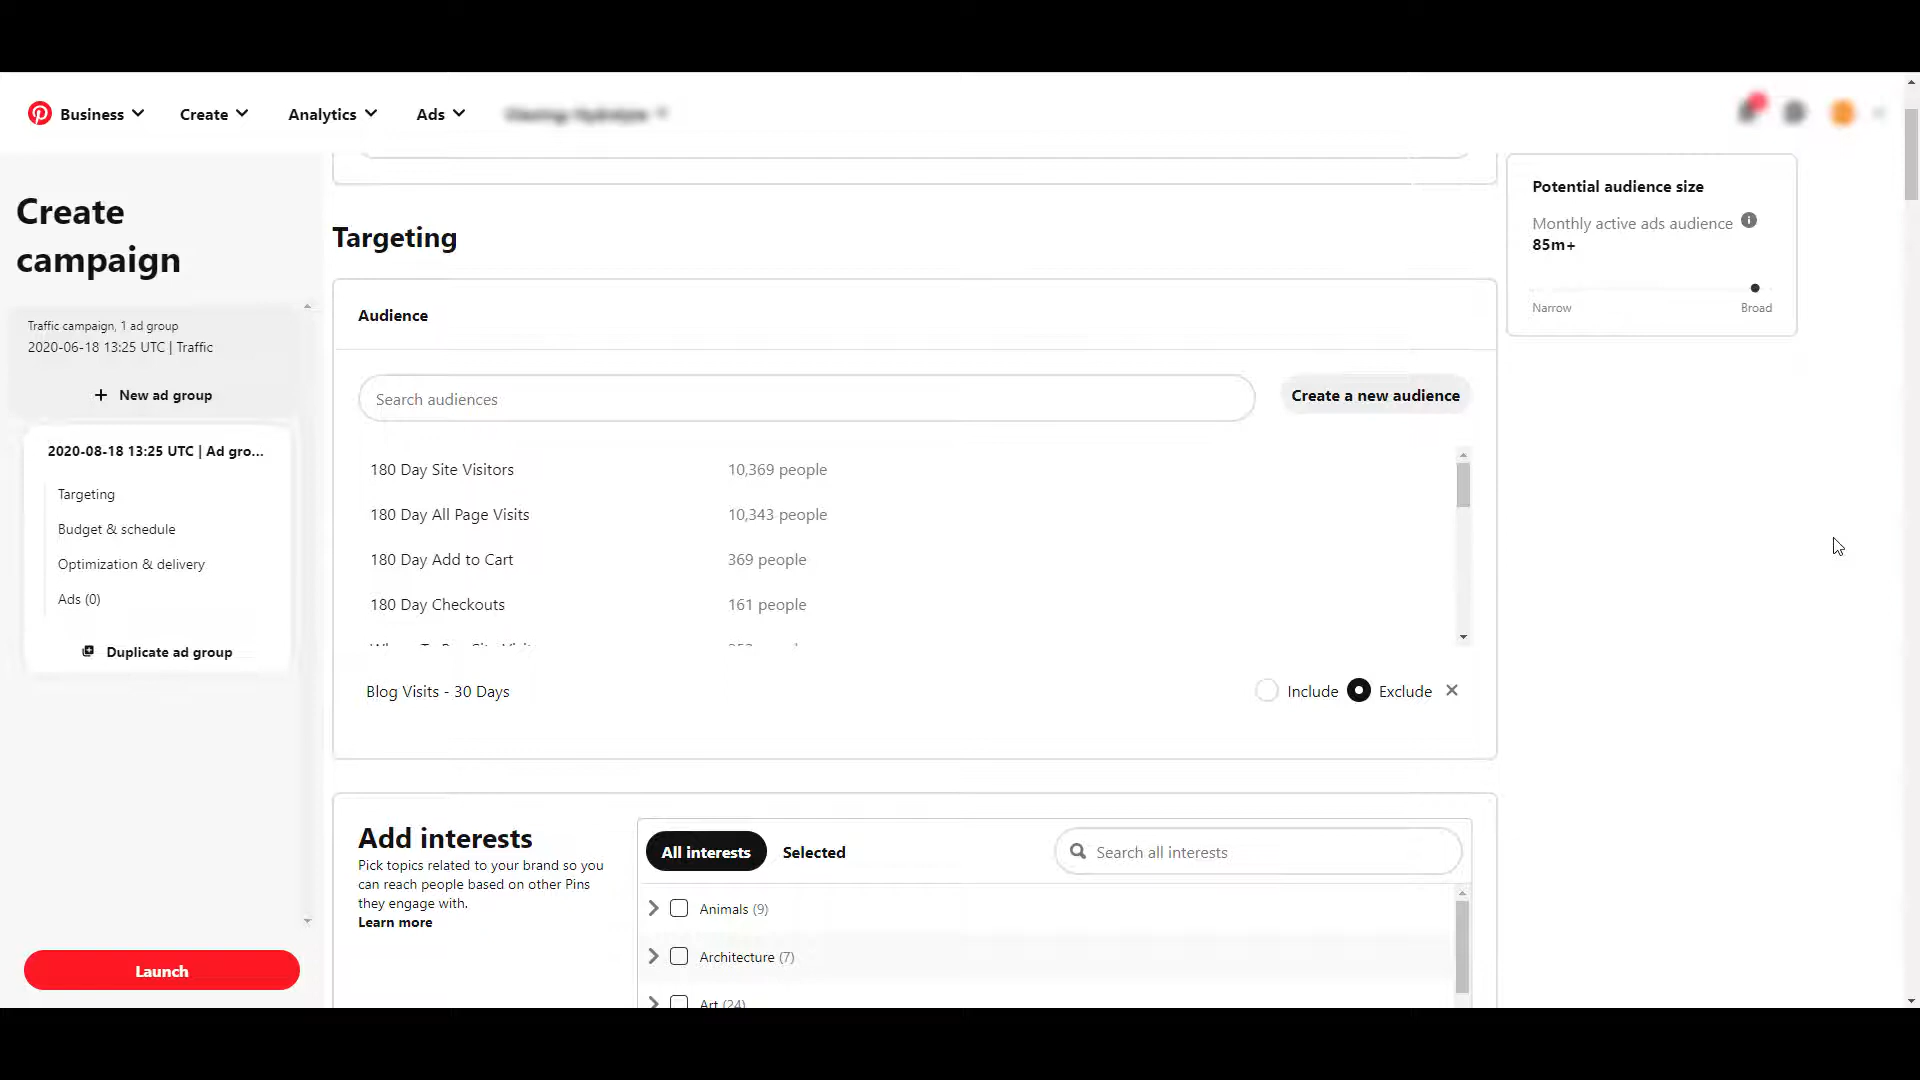 Business
Create
Analytics
Ads
Create
campaign
Traffic campaign, 1 ad group
2020-06-18 13:25 UTC | Traffic
New ad group
2020-08-18 13:25 UTC | Ad gro...
Targeting
Budget & schedule
Optimization & delivery
Ads (0)
Duplicate ad group
Launch
Targeting
Audience
Search audiences
Create a new audience
180 Day Site Visitors 10,369 people
180 Day All Page Visits 10,343 people
180 Day Add to Cart 369 people
180 Day Checkouts 161 people
Blog Visits - 30 Days Include Exclude
Add interests
Pick topics related to your brand so you
can reach people based on other Pins
they engage with.
Learn more
All interests
Selected
Search all interests
Animals (9)
Architecture (7)
Art (24)
Potential audience size
Monthly active ads audience
85m+
Narrow Broad